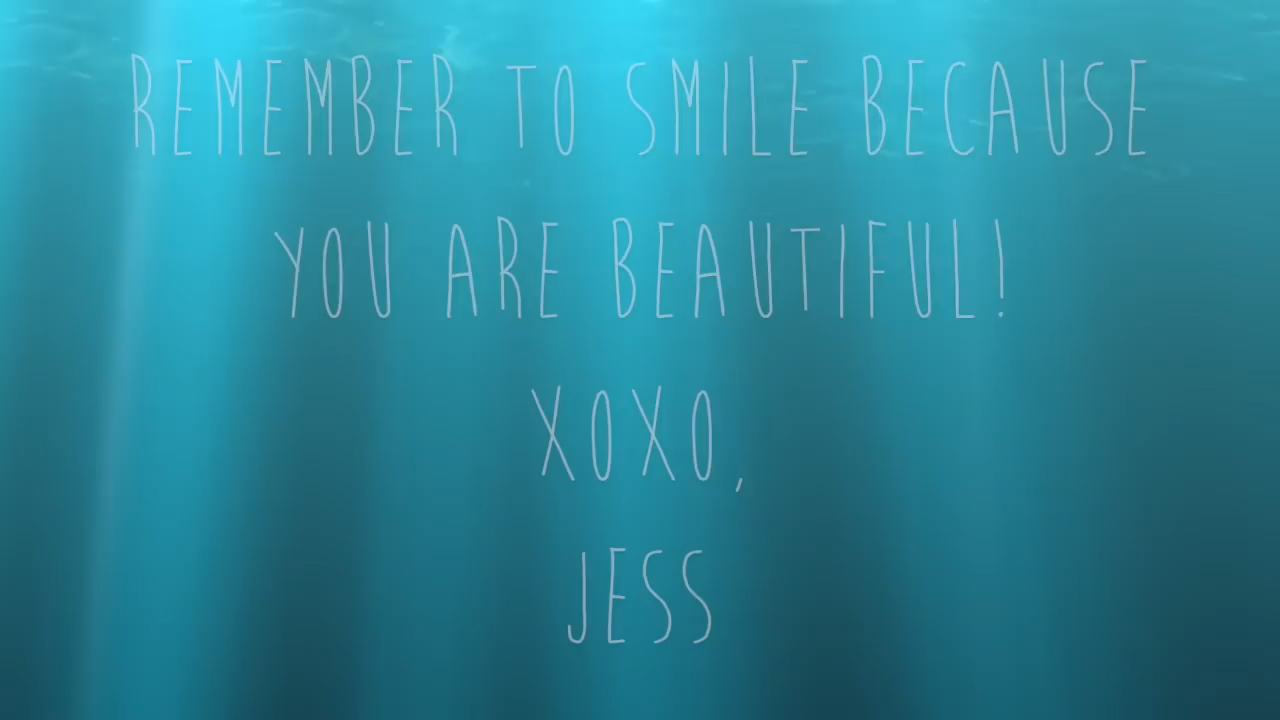 REMEMBER TO SMILE BECAUSE
YOU ARE BEAUTIFUL!
XOXO,
JESS